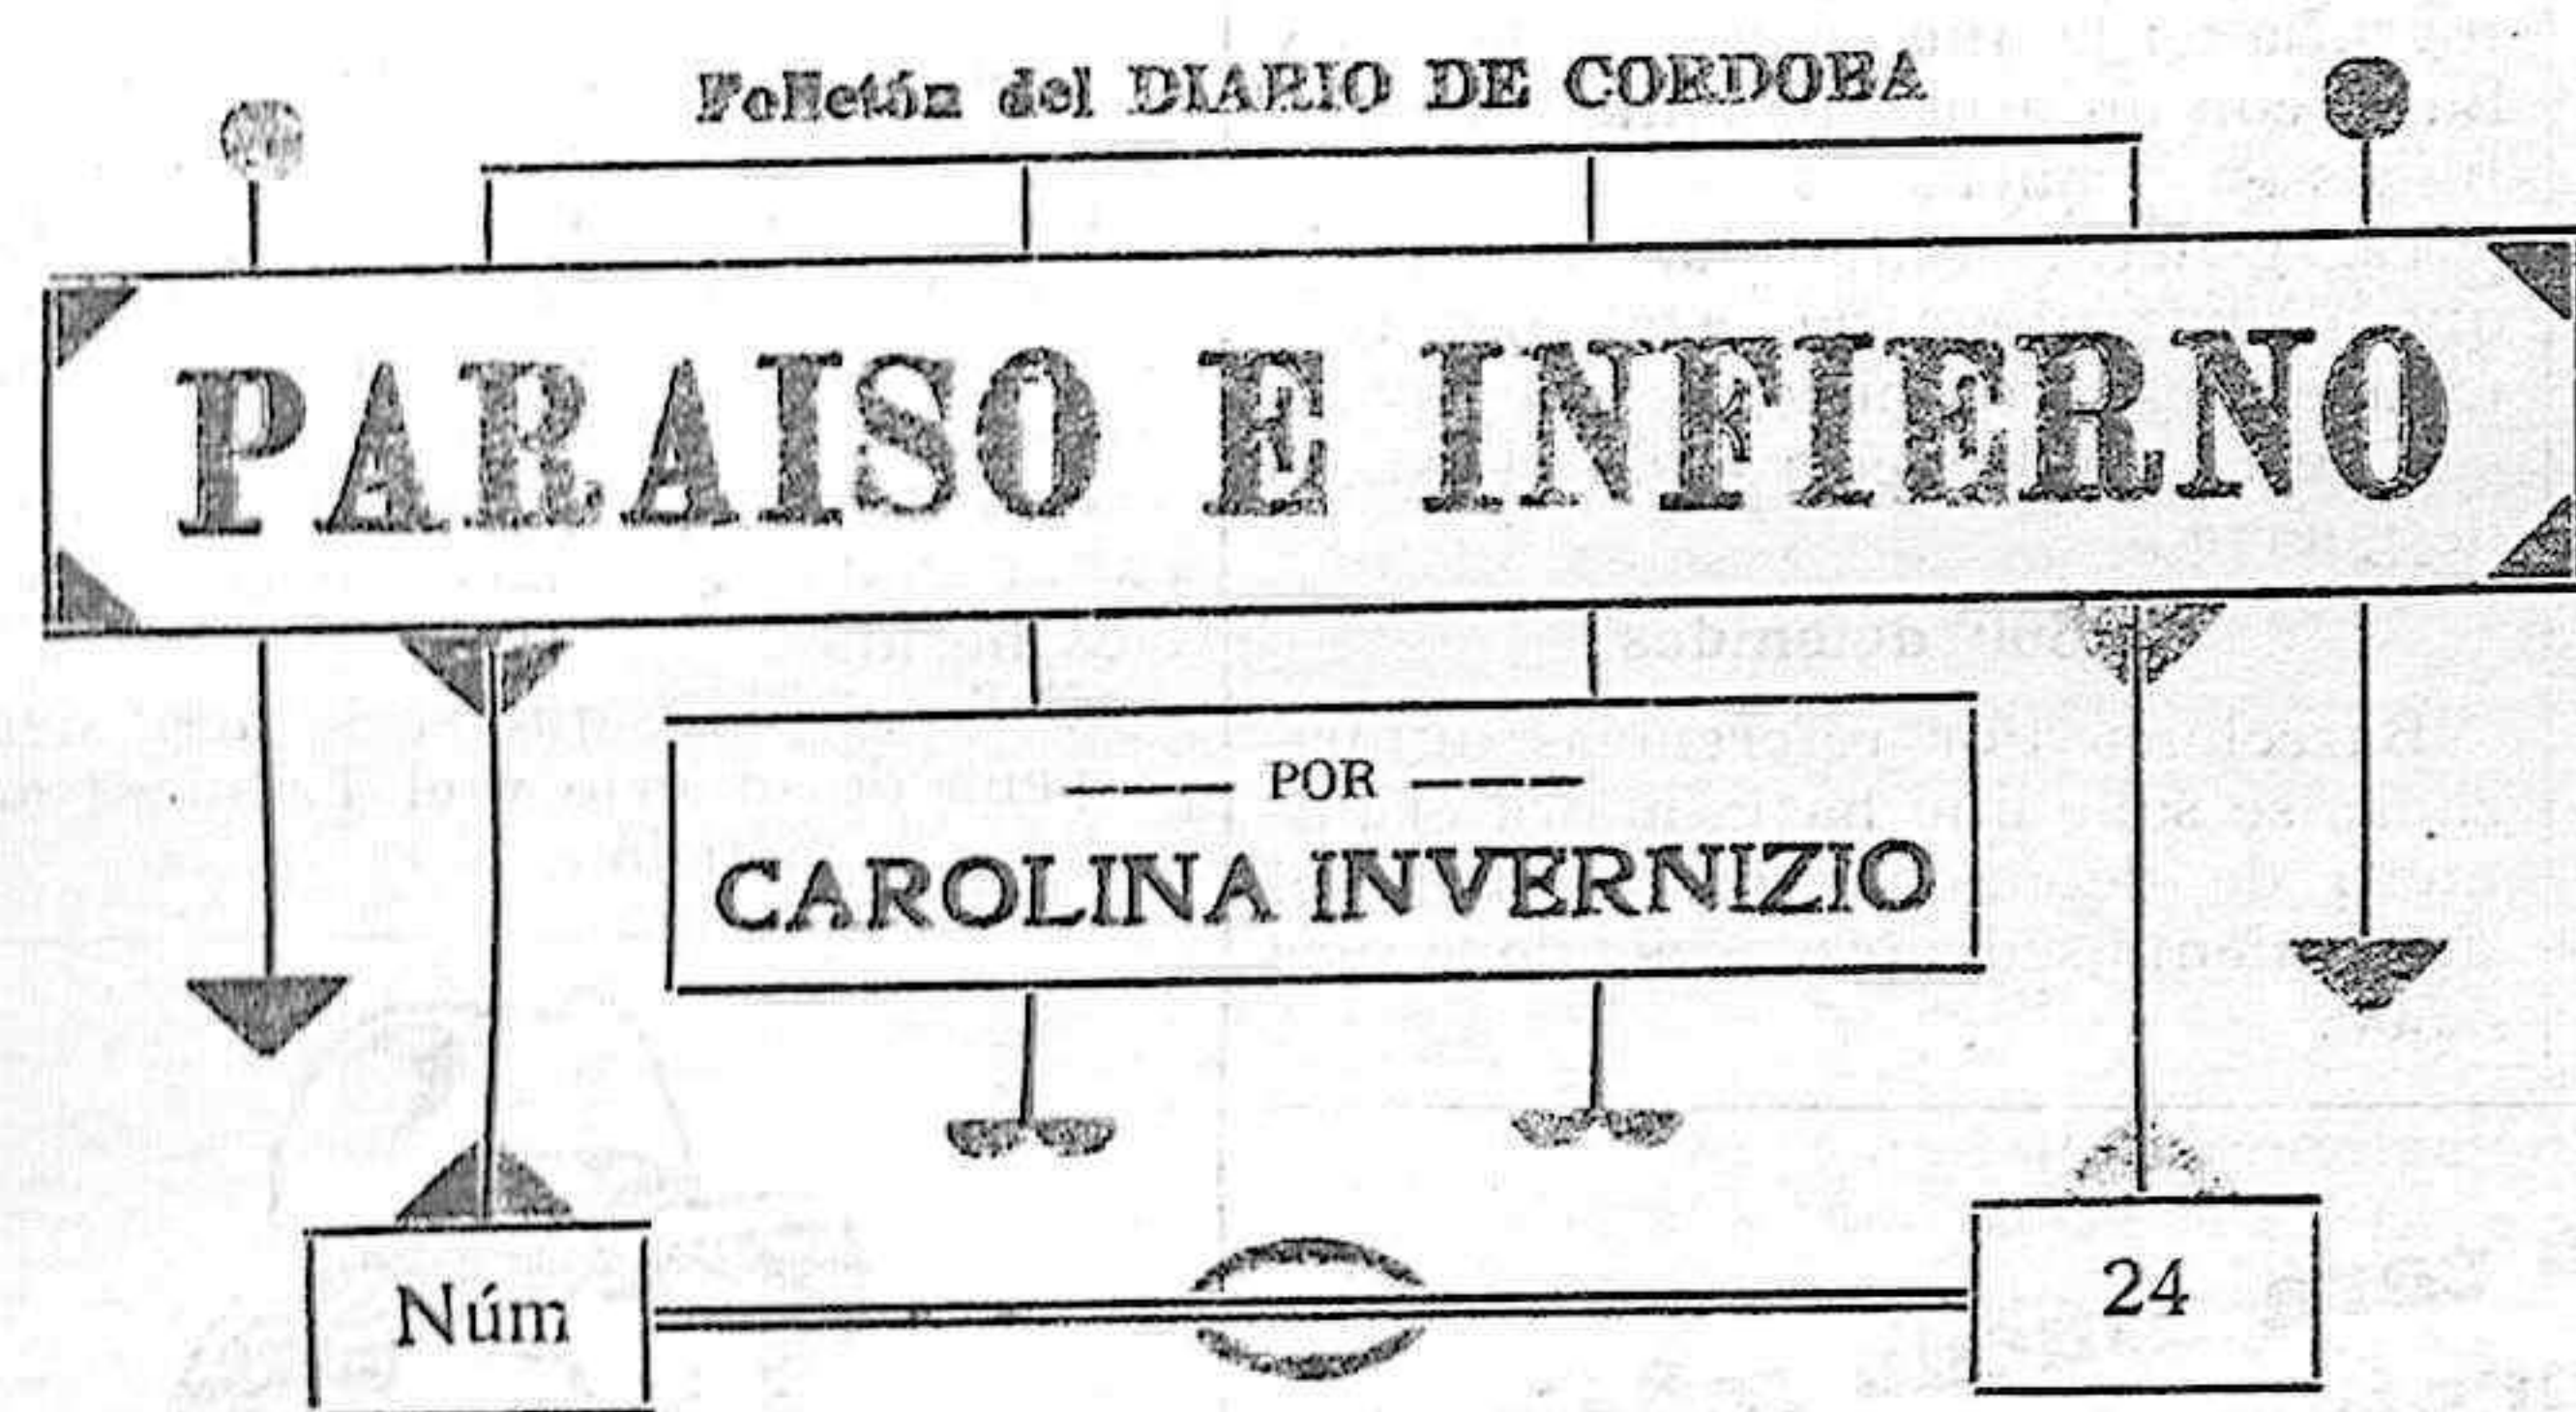 Folletón del DIARIO DE CORDOBA
PARAISO E INFIERNO
POR
CAROLINA INVERNIZIO
Núm 24